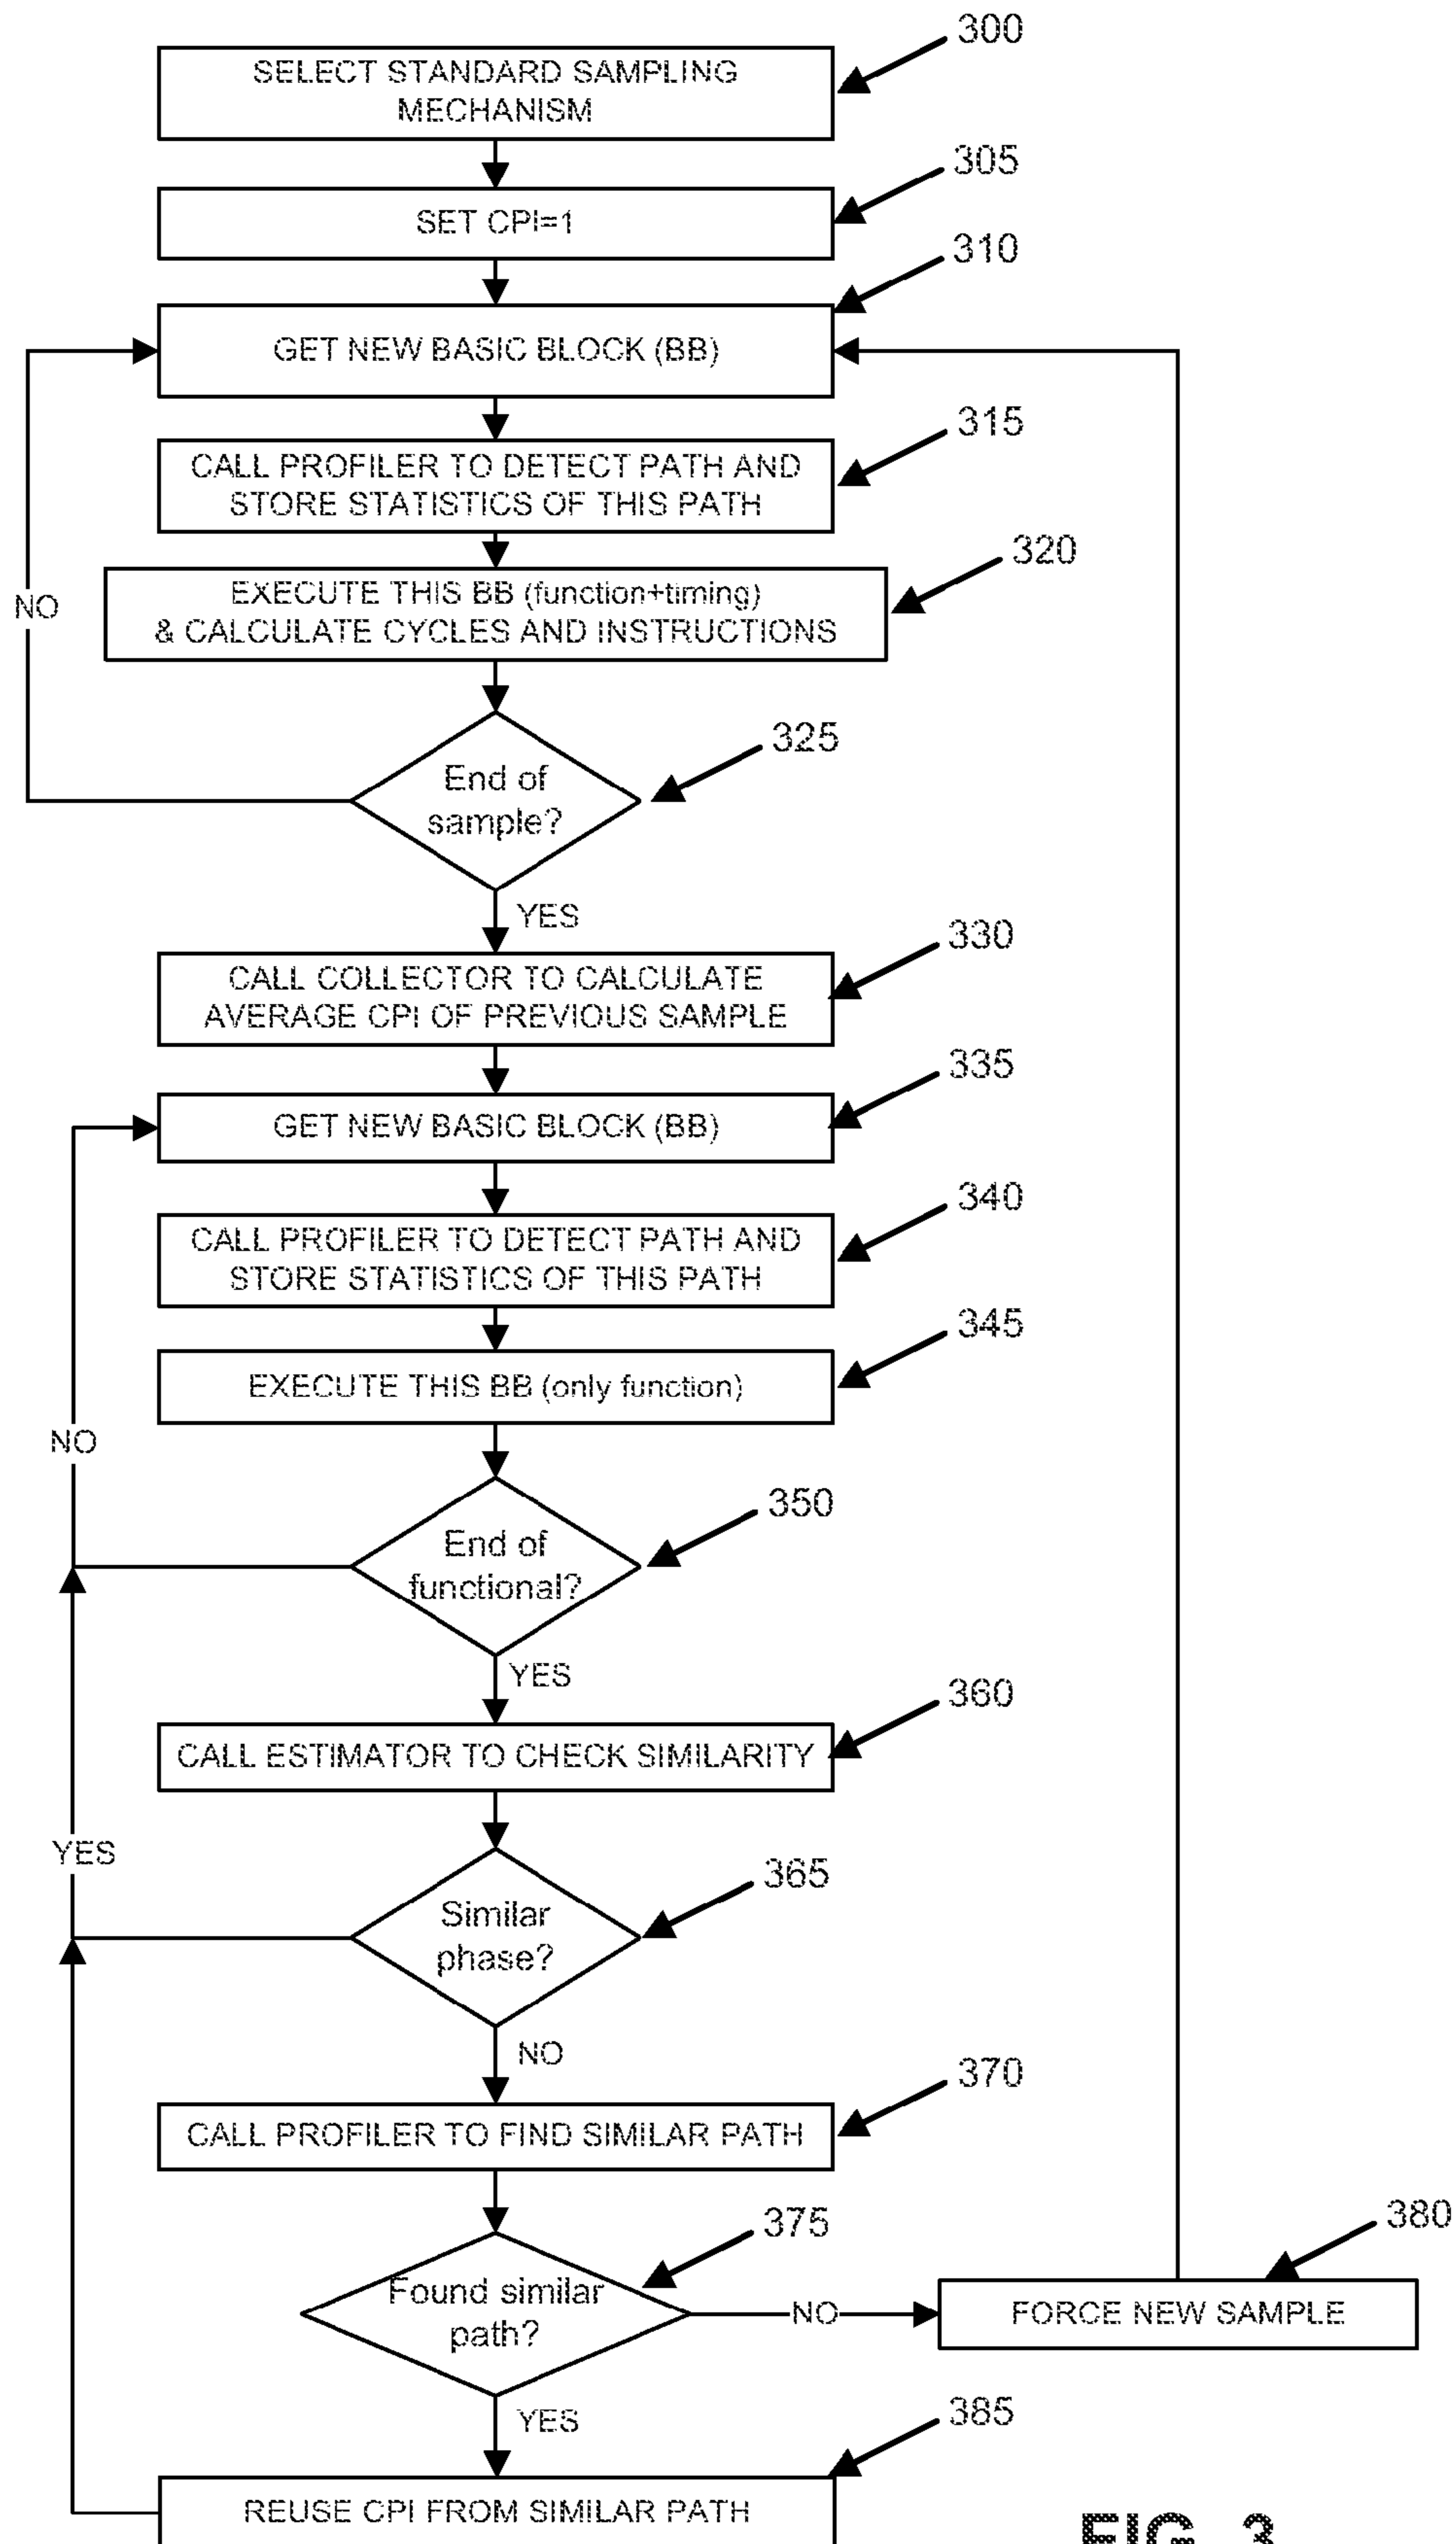 300
SELECT STANDARD SAMPLING
MECHANISM
305
SET CPI=1
310
GET NEW BASIC BLOCK (BB)
315
CALL PROFILER TO DETECT PATH AND
STORE STATISTICS OF THIS PATH
320
EXECUTE THIS BB (function+timing)
& CALCULATE CYCLES AND INSTRUCTIONS
NO
325
End of
sample?
YES
330
CALL COLLECTOR TO CALCULATE
AVERAGE CPI OF PREVIOUS SAMPLE
335
GET NEW BASIC BLOCK (BB)
340
CALL PROFILER TO DETECT PATH AND
STORE STATISTICS OF THIS PATH
345
EXECUTE THIS BB (only function)
NO
350
End of
functional?
YES
360
CALL ESTIMATOR TO CHECK SIMILARITY
YES
365
Similar
phase?
NO
370
CALL PROFILER TO FIND SIMILAR PATH
375
Found similar
path?
NO
380
FORCE NEW SAMPLE
YES
385
REUSE CPI FROM SIMILAR PATH
FIG. 3